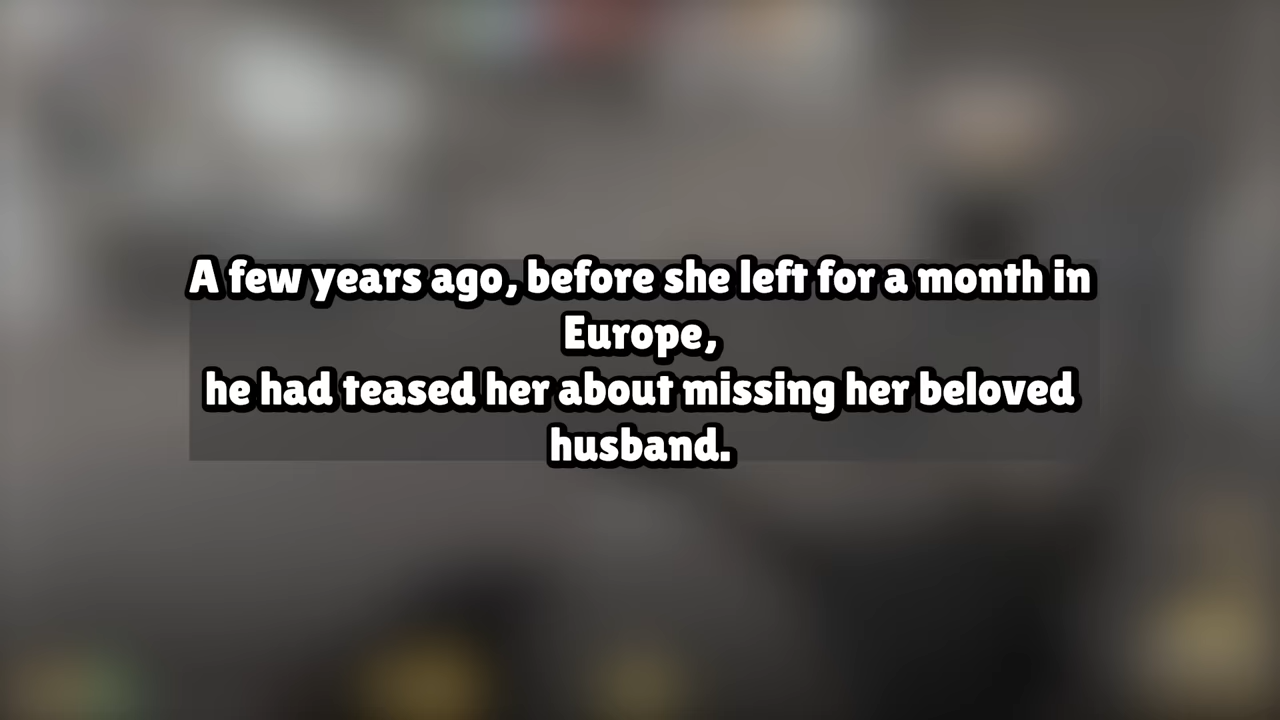 A few years ago, before she left for a month in
Europe,
he had teased her about missing her beloved
husband.